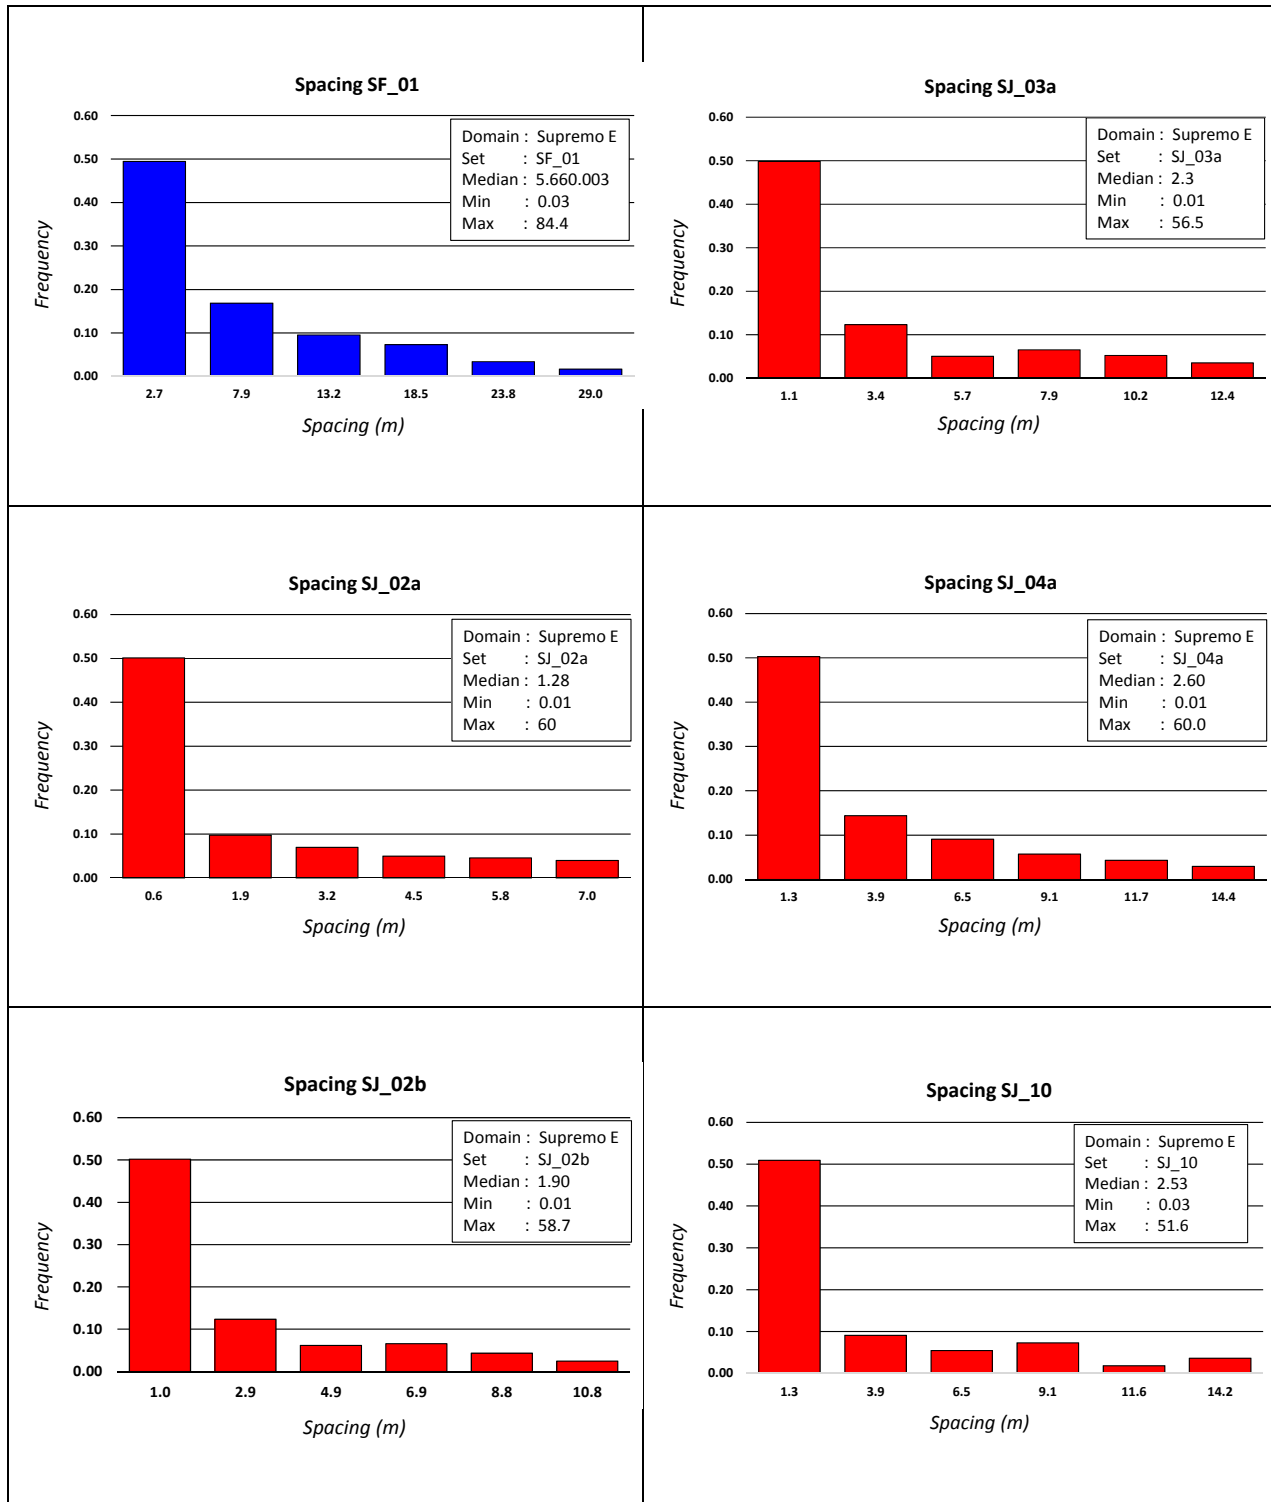 Spacing SF_01
0.60
0.50
0.40
0.30
0.20
0.10
0.00
Frequency
Domain : Supremo E
Set : SF_01
Median : 5.660.003
Min : 0.03
Max : 84.4
2.7 7.9 13.2 18.5 23.8 29.0
Spacing (m)
Spacing SJ_03a
0.60
0.50
0.40
0.30
0.20
0.10
0.00
Frequency
Domain : Supremo E
Set : SJ_03a
Median : 2.3
Min : 0.01
Max : 56.5
1.1 3.4 5.7 7.9 10.2 12.4
Spacing (m)
Spacing SJ_02a
0.60
0.50
0.40
0.30
0.20
0.10
0.00
Frequency
Domain : Supremo E
Set : SJ_02a
Median : 1.28
Min : 0.01
Max : 60
0.6 1.9 3.2 4.5 5.8 7.0
Spacing (m)
Spacing SJ_04a
0.60
0.50
0.40
0.30
0.20
0.10
0.00
Frequency
Domain : Supremo E
Set : SJ_04a
Median : 2.60
Min : 0.01
Max : 60.0
1.3 3.9 6.5 9.1 11.7 14.4
Spacing (m)
Spacing SJ_02b
0.60
0.50
0.40
0.30
0.20
0.10
0.00
Frequency
Domain : Supremo E
Set : SJ_02b
Median : 1.90
Min : 0.01
Max : 58.7
1.0 2.9 4.9 6.9 8.8 10.8
Spacing (m)
Spacing SJ_10
0.60
0.50
0.40
0.30
0.20
0.10
0.00
Frequency
Domain : Supremo E
Set : SJ_10
Median : 2.53
Min : 0.03
Max : 51.6
1.3 3.9 6.5 9.1 11.6 14.2
Spacing (m)